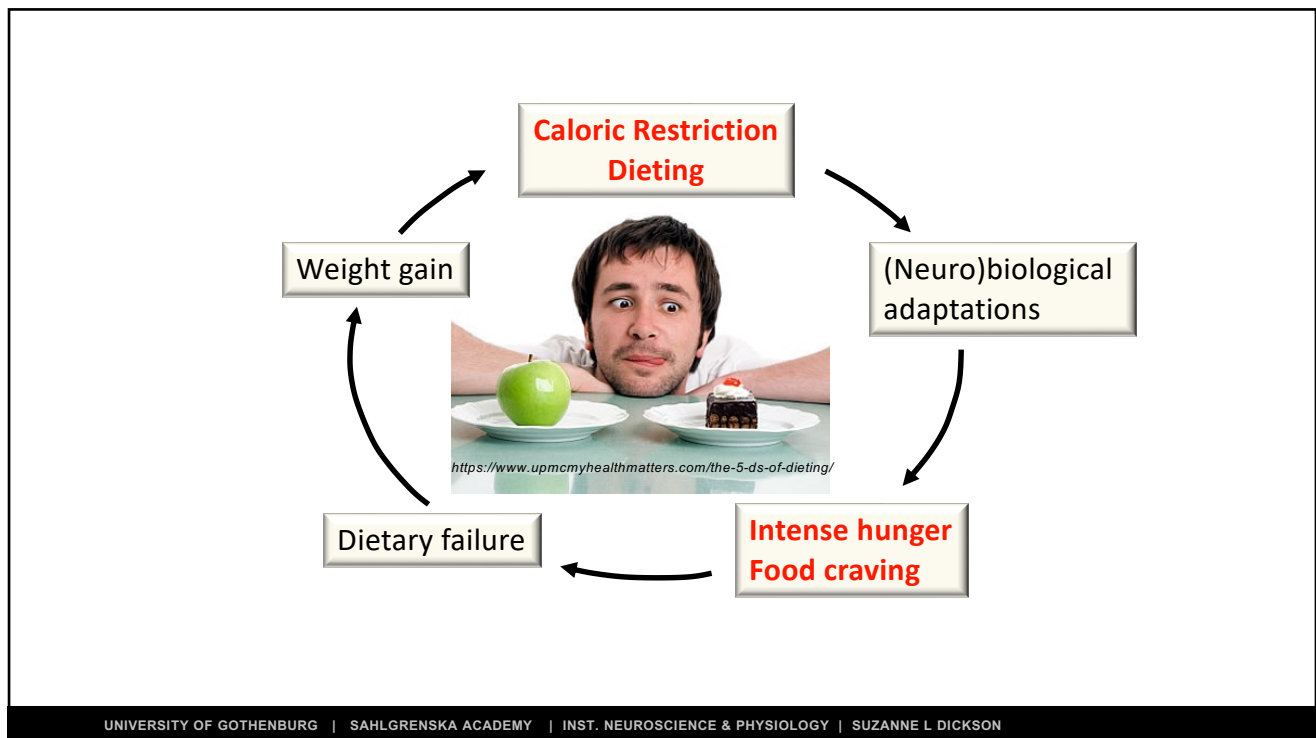 Caloric Restriction
Dieting
(Neuro)biological
adaptations
Intense hunger
Food craving
Dietary failure
Weight gain
https://www.upmcmyhealthmatters.com/the-5-ds-of-dieting/
UNIVERSITY OF GOTHENBURG | SAHLGRENSKA ACADEMY | INST. NEUROSCIENCE & PHYSIOLOGY | SUZANNE L DICKSON